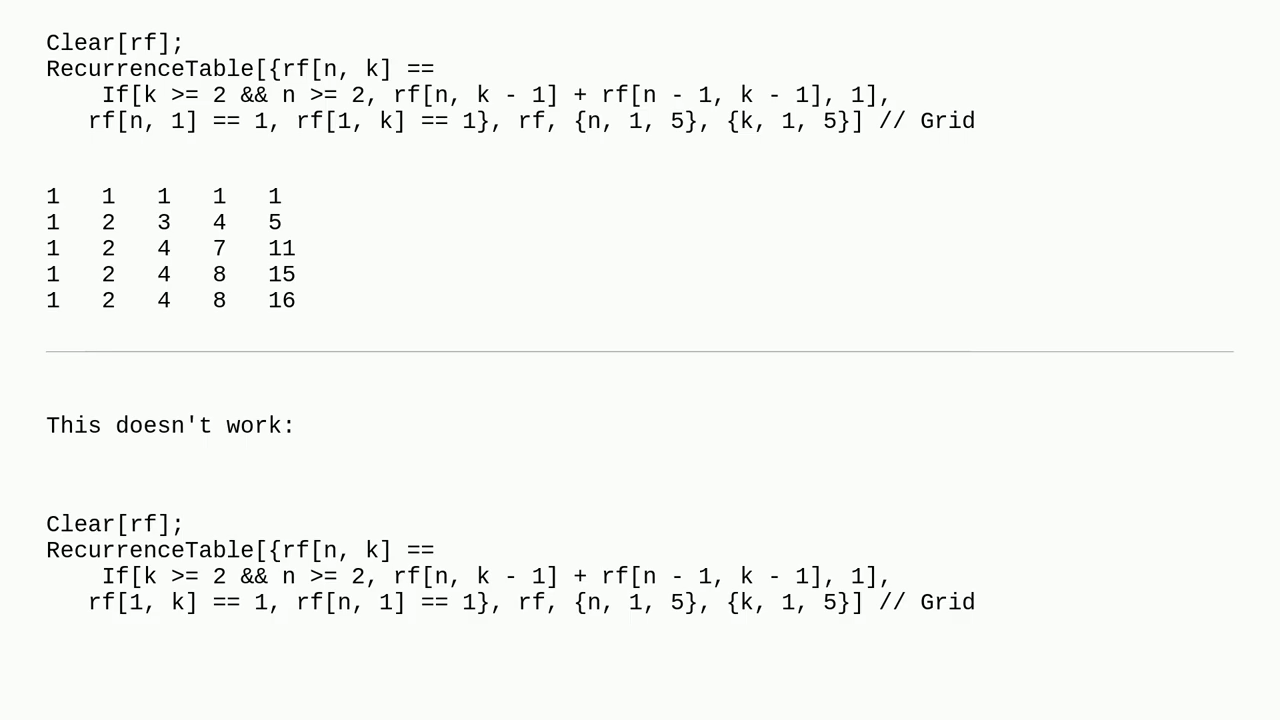 Clear[rf];
RecurrenceTable[{rf[n, k] ==
    If[k >= 2 && n >= 2, rf[n, k - 1] + rf[n - 1, k - 1], 1],
   rf[n, 1] == 1, rf[1, k] == 1}, rf, {n, 1, 5}, {k, 1, 5}] // Grid
1   1   1   1   1
1   2   3   4   5
1   2   4   7   11
1   2   4   8   15
1   2   4   8   16
This doesn't work:
Clear[rf];
RecurrenceTable[{rf[n, k] ==
    If[k >= 2 && n >= 2, rf[n, k - 1] + rf[n - 1, k - 1], 1],
   rf[1, k] == 1, rf[n, 1] == 1}, rf, {n, 1, 5}, {k, 1, 5}] // Grid